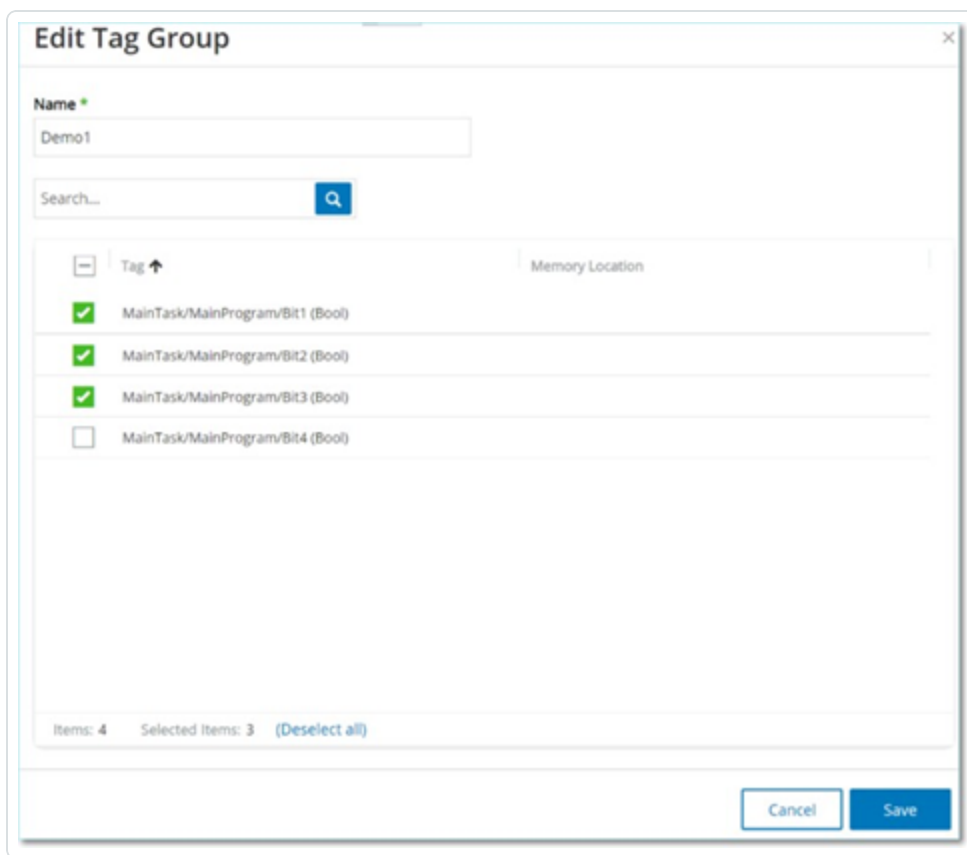 Edit Tag Group
Name *
Demo1
Search...
Tag Memory Location
MainTask/MainProgram/Bit1 (Bool)
MainTask/MainProgram/Bit2 (Bool)
MainTask/MainProgram/Bit3 (Bool)
MainTask/MainProgram/Bit4 (Bool)
Items: 4 Selected Items: 3 (Deselect all)
Cancel Save